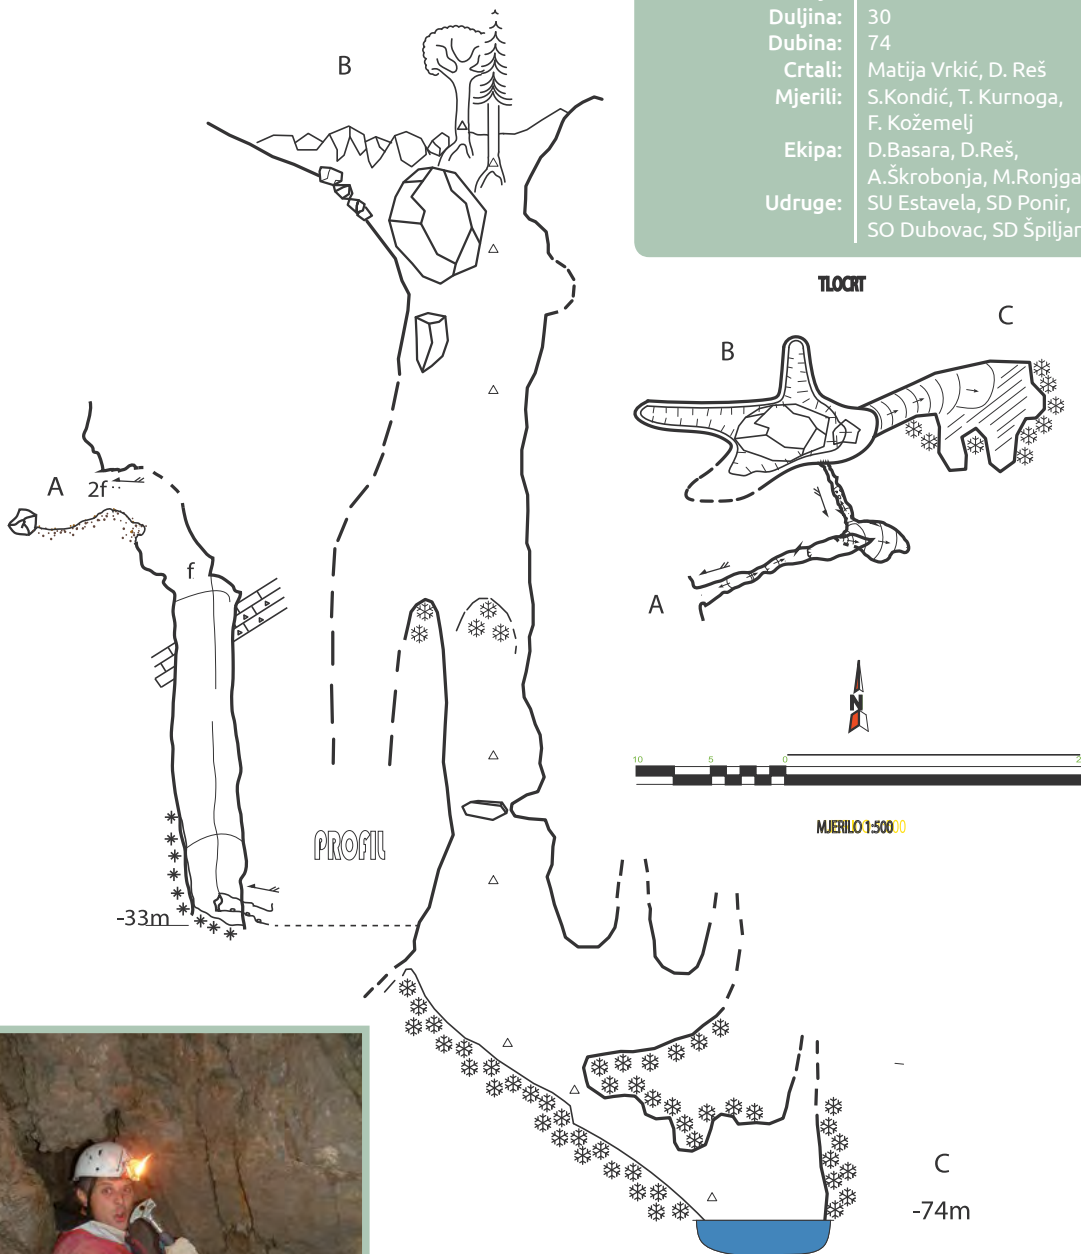 Duljina: 30
Dubina: 74
Crtali: Matija Vrkić, D. Reš
Mjerili: S.Kondić, T. Kurnoga,
F. Kožemelj
Ekipa: D.Basara, D.Reš,
A.Škrobonja, M.Ronjga
Udruge: SU Estavela, SD Ponir,
SO Dubovac, SD Špiljar
B
TLOCRT
C
B
A
2f
f
A
N
10 5 0 2
MJERILO 1:500
PROFIL
-33m
C
-74m